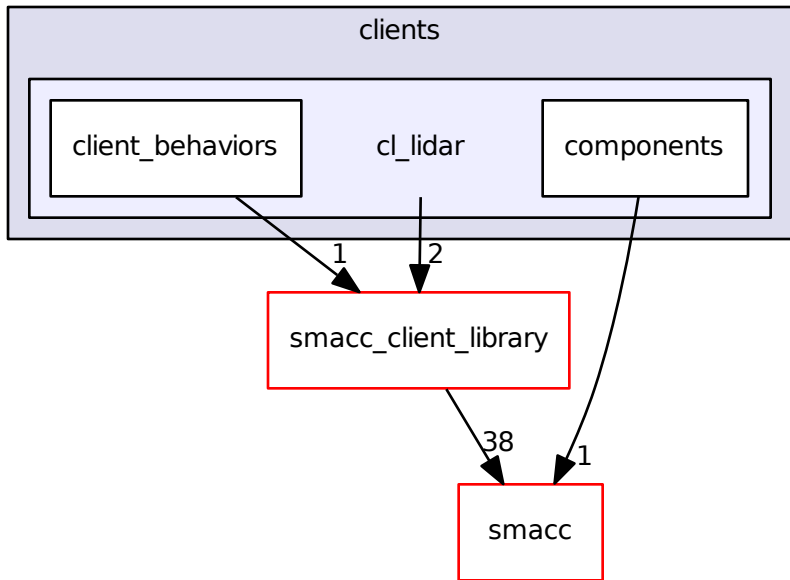 clients
client_behaviors
cl_lidar
components
1
2
smacc_client_library
38
1
smacc